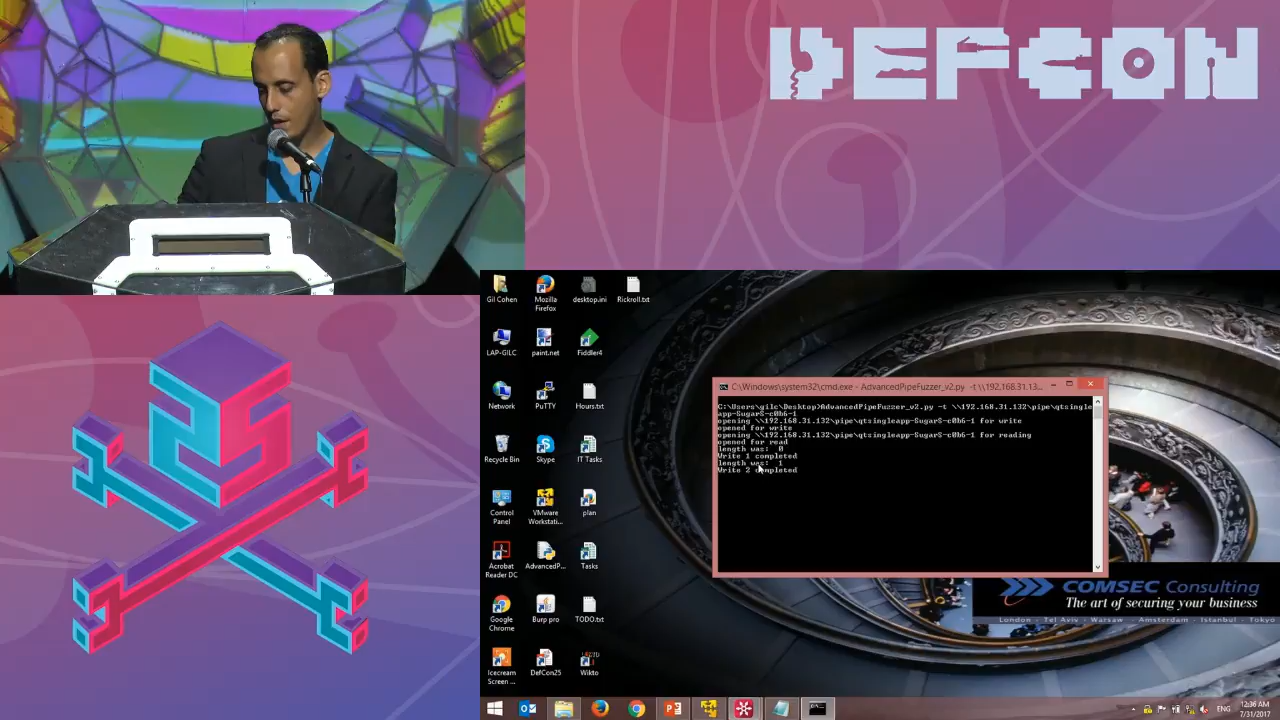 DEFCON
Gil Cohen
Mozilla
Firefox
desktop.ini
Rickroll.txt
LAP-GILC
paint.net
Fiddler4
Network
PuTTY
Hours.txt
Recycle Bin
Skype
IT Tasks
Control
Panel
VMware
Workstati...
plan
Acrobat
Reader DC
AdvancedP...
Tasks
Google
Chrome
Burp pro
TODO.txt
Icecream
Screen ...
DefCon25
Wikto
C:\Windows\system32\cmd.exe - AdvancedPipeFuzzer_v2.py -t \\192.168.31.13...
C:\Users\gilc\Desktop>AdvancedPipeFuzzer_v2.py -t \\192.168.31.132\pipe\qtsingle
app-SugarS-c0b6-1
opening \\192.168.31.132\pipe\qtsingleapp-SugarS-c0b6-1 for write
opened for write
opening \\192.168.31.132\pipe\qtsingleapp-SugarS-c0b6-1 for reading
opened for read
length was: 0
Write 1 completed
length was: 1
Write 2 completed
COMSEC Consulting
The art of securing your business
London - Tel Aviv - Warsaw - Amsterdam - Istanbul - Tokyo
ENG
12:36 AM
7/31/2017